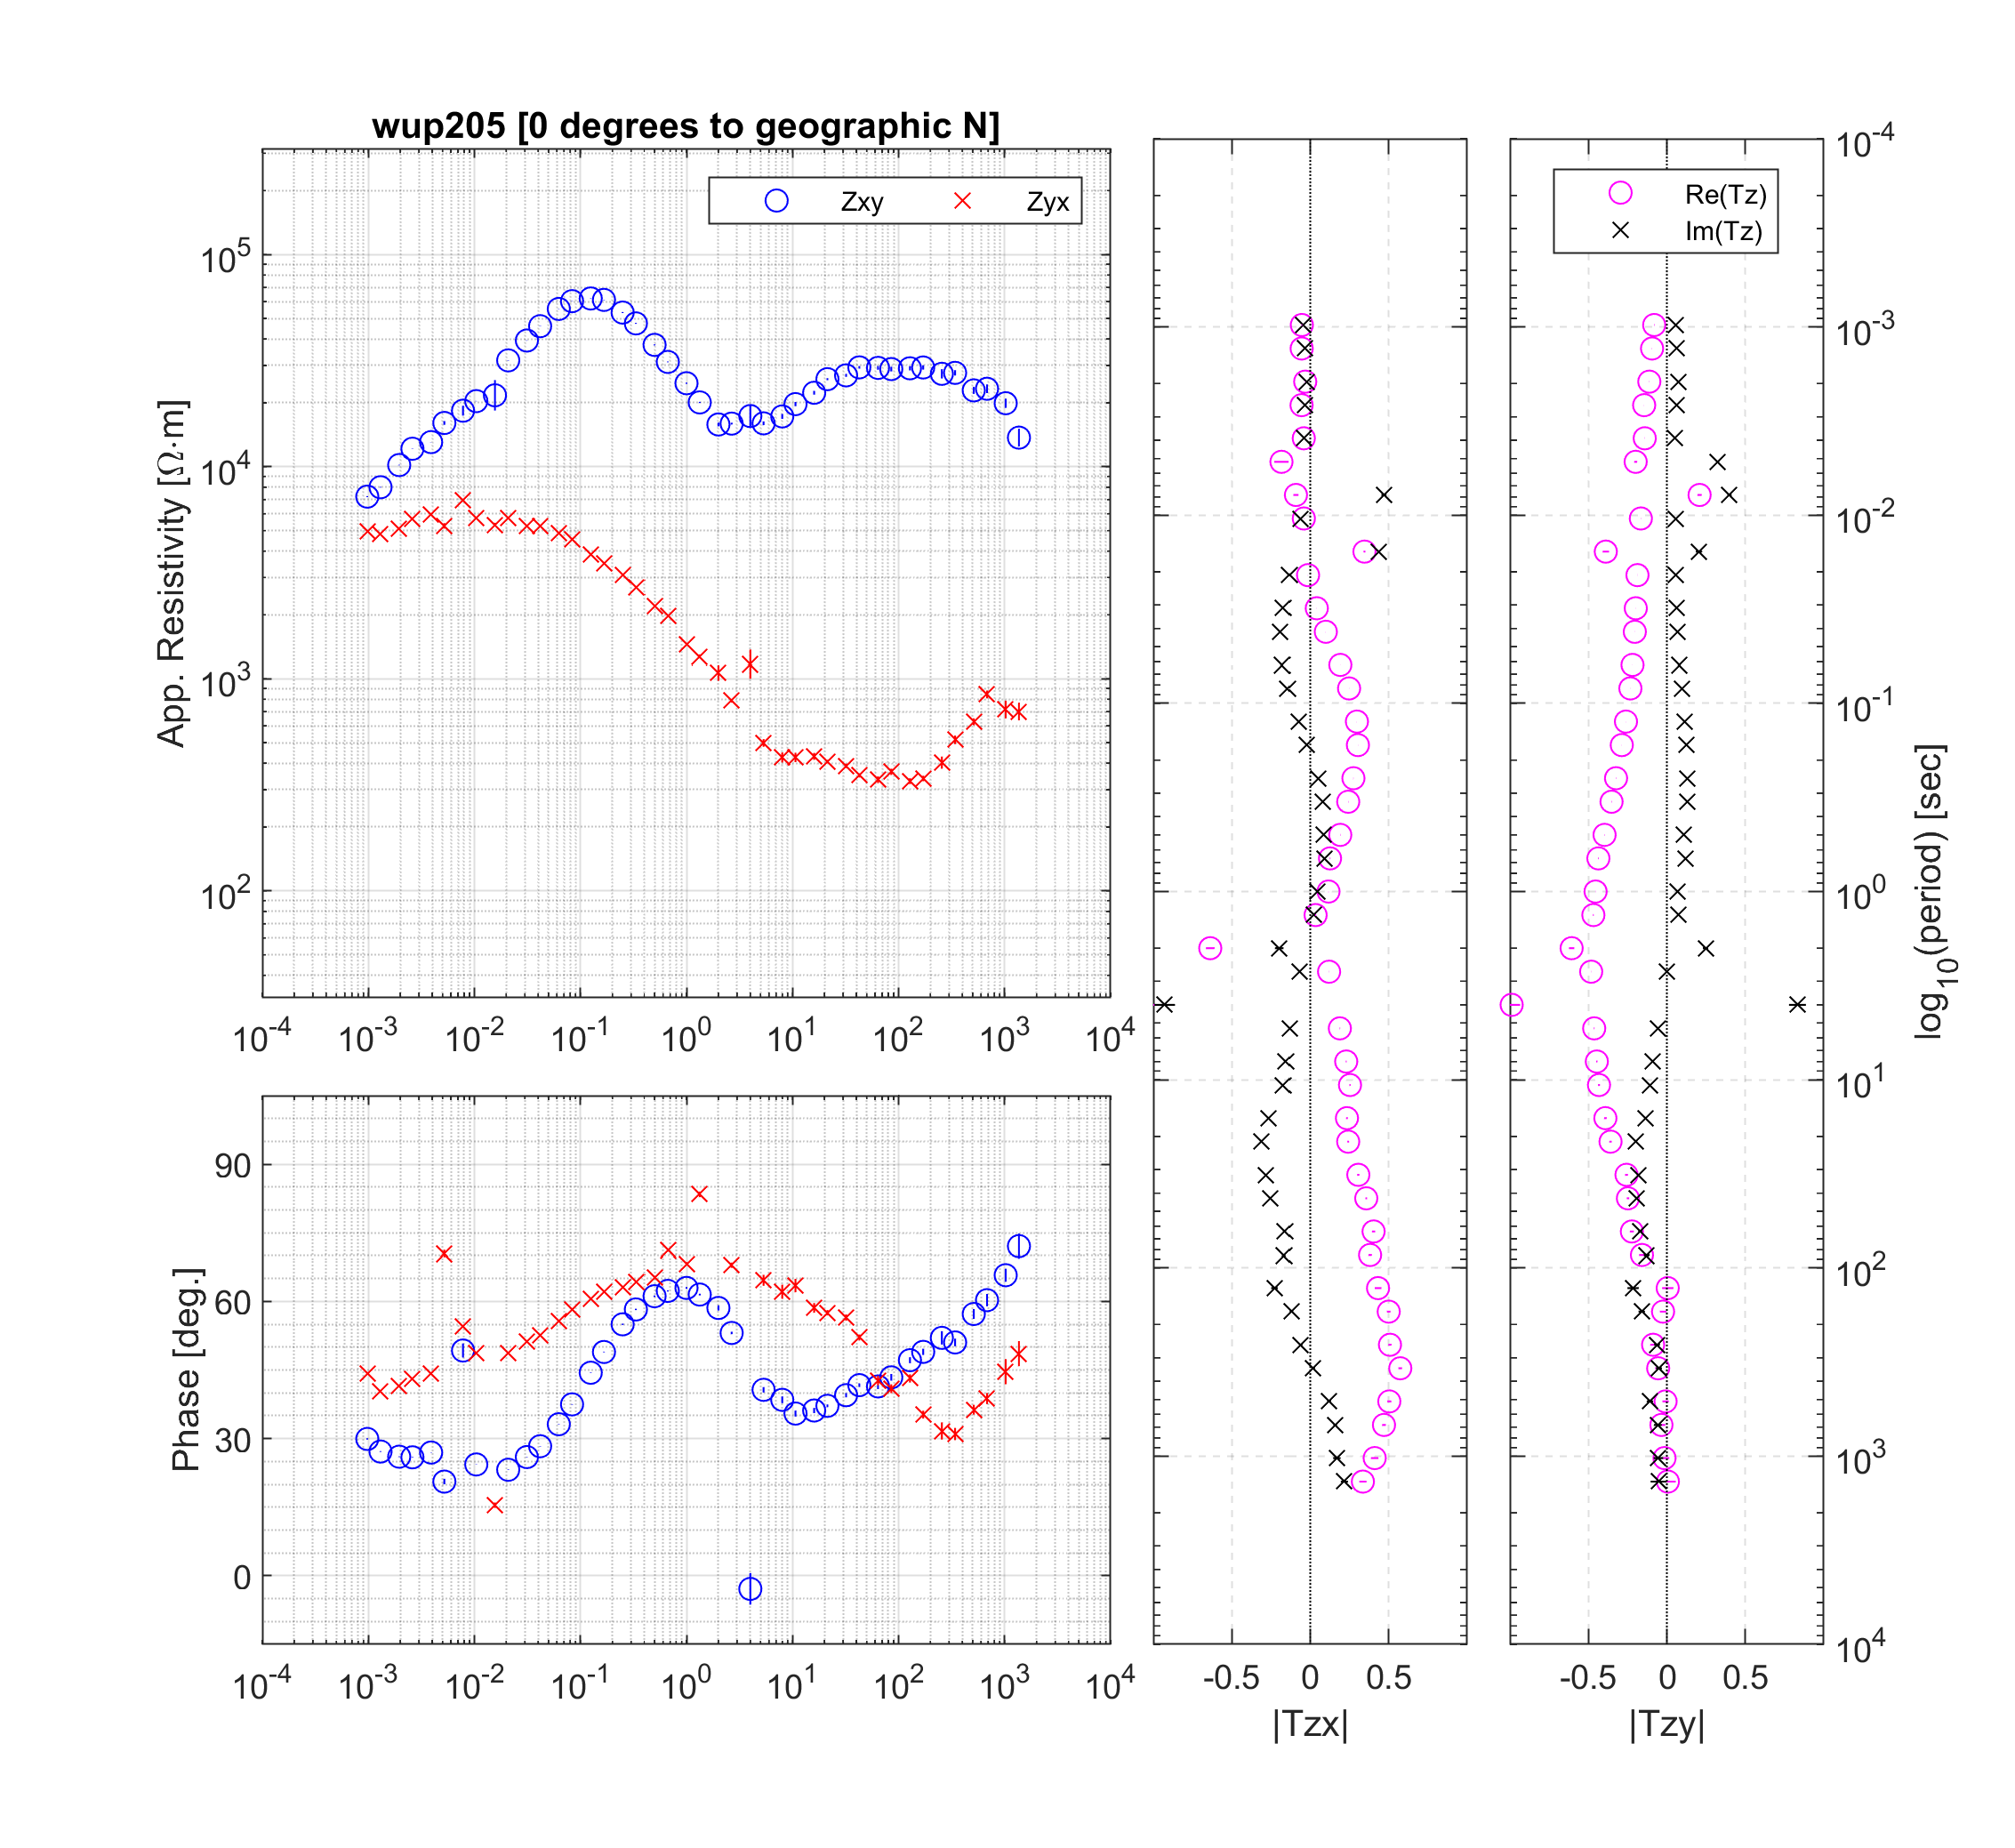 wup205 [0 degrees to geographic N]
Zxy Zyx
App. Resistivity [Ω·m]
10^5
10^4
10^3
10^2
10^-4 10^-3 10^-2 10^-1 10^0 10^1 10^2 10^3 10^4
Phase [deg.]
90
60
30
0
10^-4 10^-3 10^-2 10^-1 10^0 10^1 10^2 10^3 10^4
-0.5 0 0.5
|Tzx|
Re(Tz)
Im(Tz)
-0.5 0 0.5
|Tzy|
10^-4
10^-3
10^-2
10^-1
10^0
10^1
10^2
10^3
10^4
log_10(period) [sec]